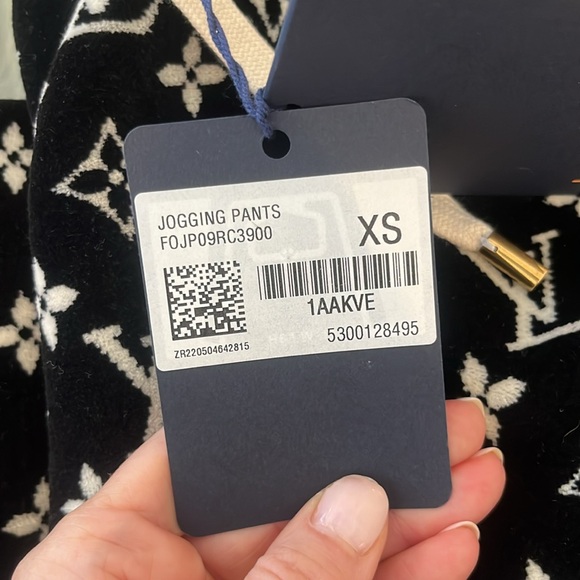 JOGGING PANTS
FOJP09RC3900
XS
1AAKVE
5300128495
ZR220504642815